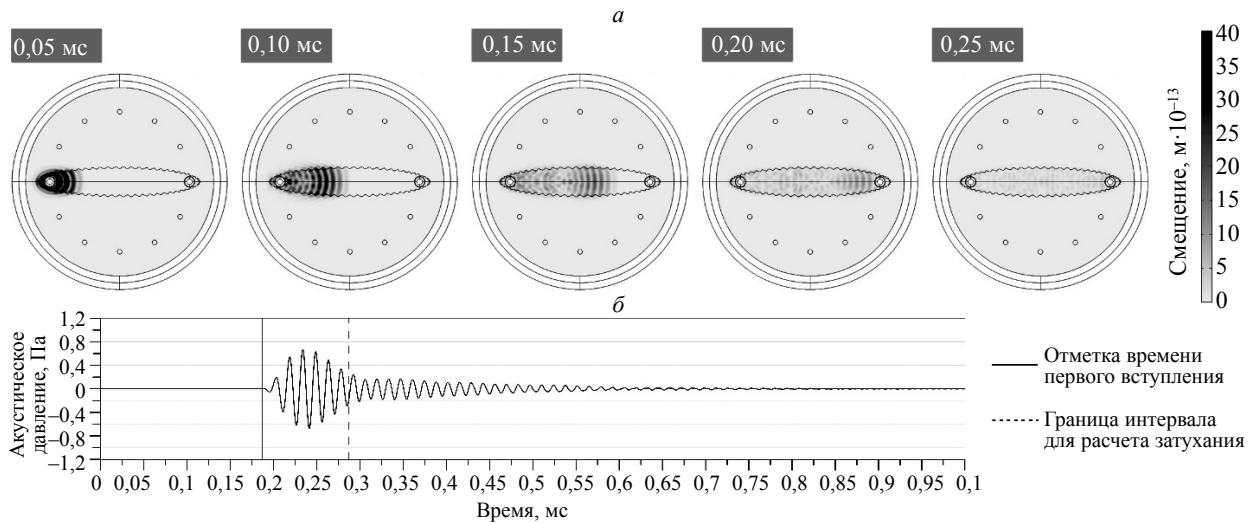 а
0,05 мс
0,10 мс
0,15 мс
0,20 мс
0,25 мс
40
35
30
25
20
15
10
5
0
Смещение, м·10⁻¹³
б
1,2
0,8
0,4
0
–0,4
–0,8
–1,2
Акустическое
давление, Па
0 0,05 0,1 0,15 0,2 0,25 0,3 0,35 0,4 0,45 0,5 0,55 0,6 0,65 0,7 0,75 0,8 0,85 0,9 0,95 0,1
Время, мс
Отметка времени
первого вступления
Граница интервала
для расчета затухания